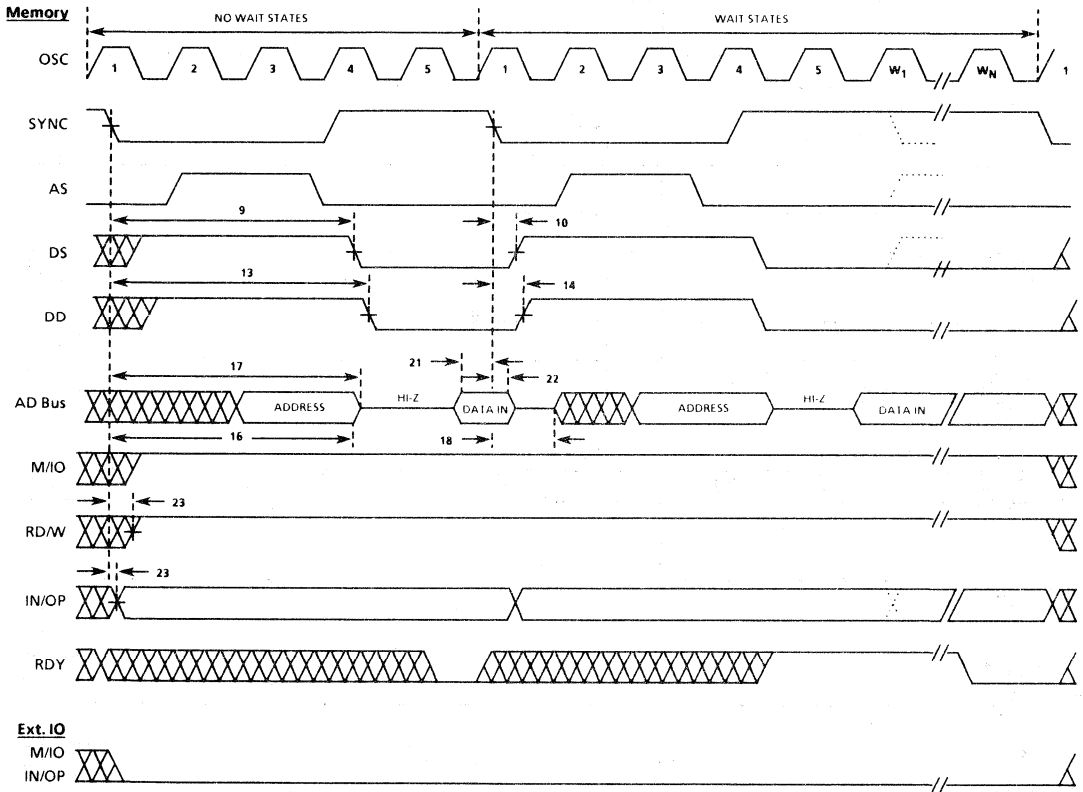 Memory
NO WAIT STATES WAIT STATES
OSC 1 2 3 4 5 1 2 3 4 5 W1 WN 1
SYNC
AS
9 10
DS
13 14
DD
17 21 22
AD Bus ADDRESS HI-Z DATA IN ADDRESS HI-Z DATA IN
16 18
M/IO
23
RD/W
23
IN/OP
RDY
Ext. IO
M/IO
IN/OP